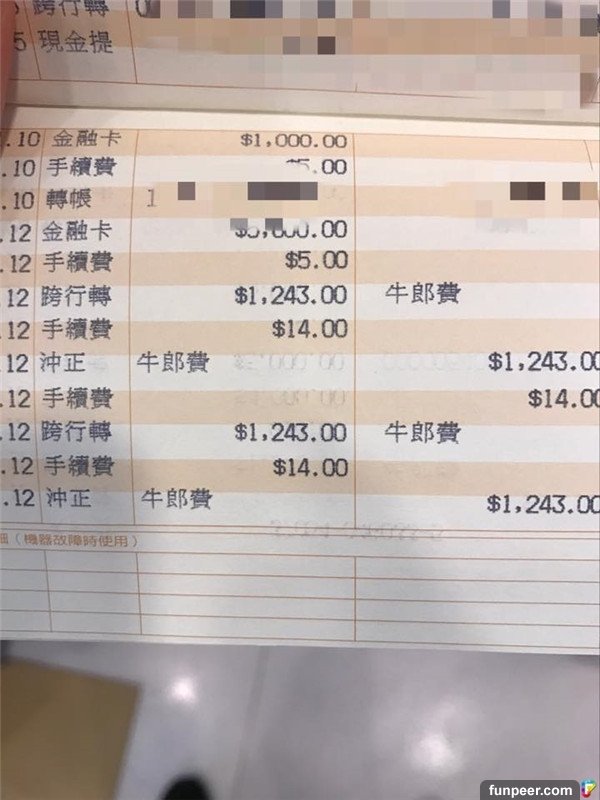 5 跨行轉 0
5 現金提
.10 金融卡 $1,000.00
.10 手續費 .00
.10 轉帳 1
.12 金融卡 .00
.12 手續費 $5.00
12 跨行轉 $1,243.00 牛郎費
12 手續費 $14.00
12 沖正 牛郎費 $1,243.00
.12 手續費 $14.00
.12 跨行轉 $1,243.00 牛郎費
.12 手續費 $14.00
.12 沖正 牛郎費 $1,243.00
(機器故障時使用)
funpeer.com